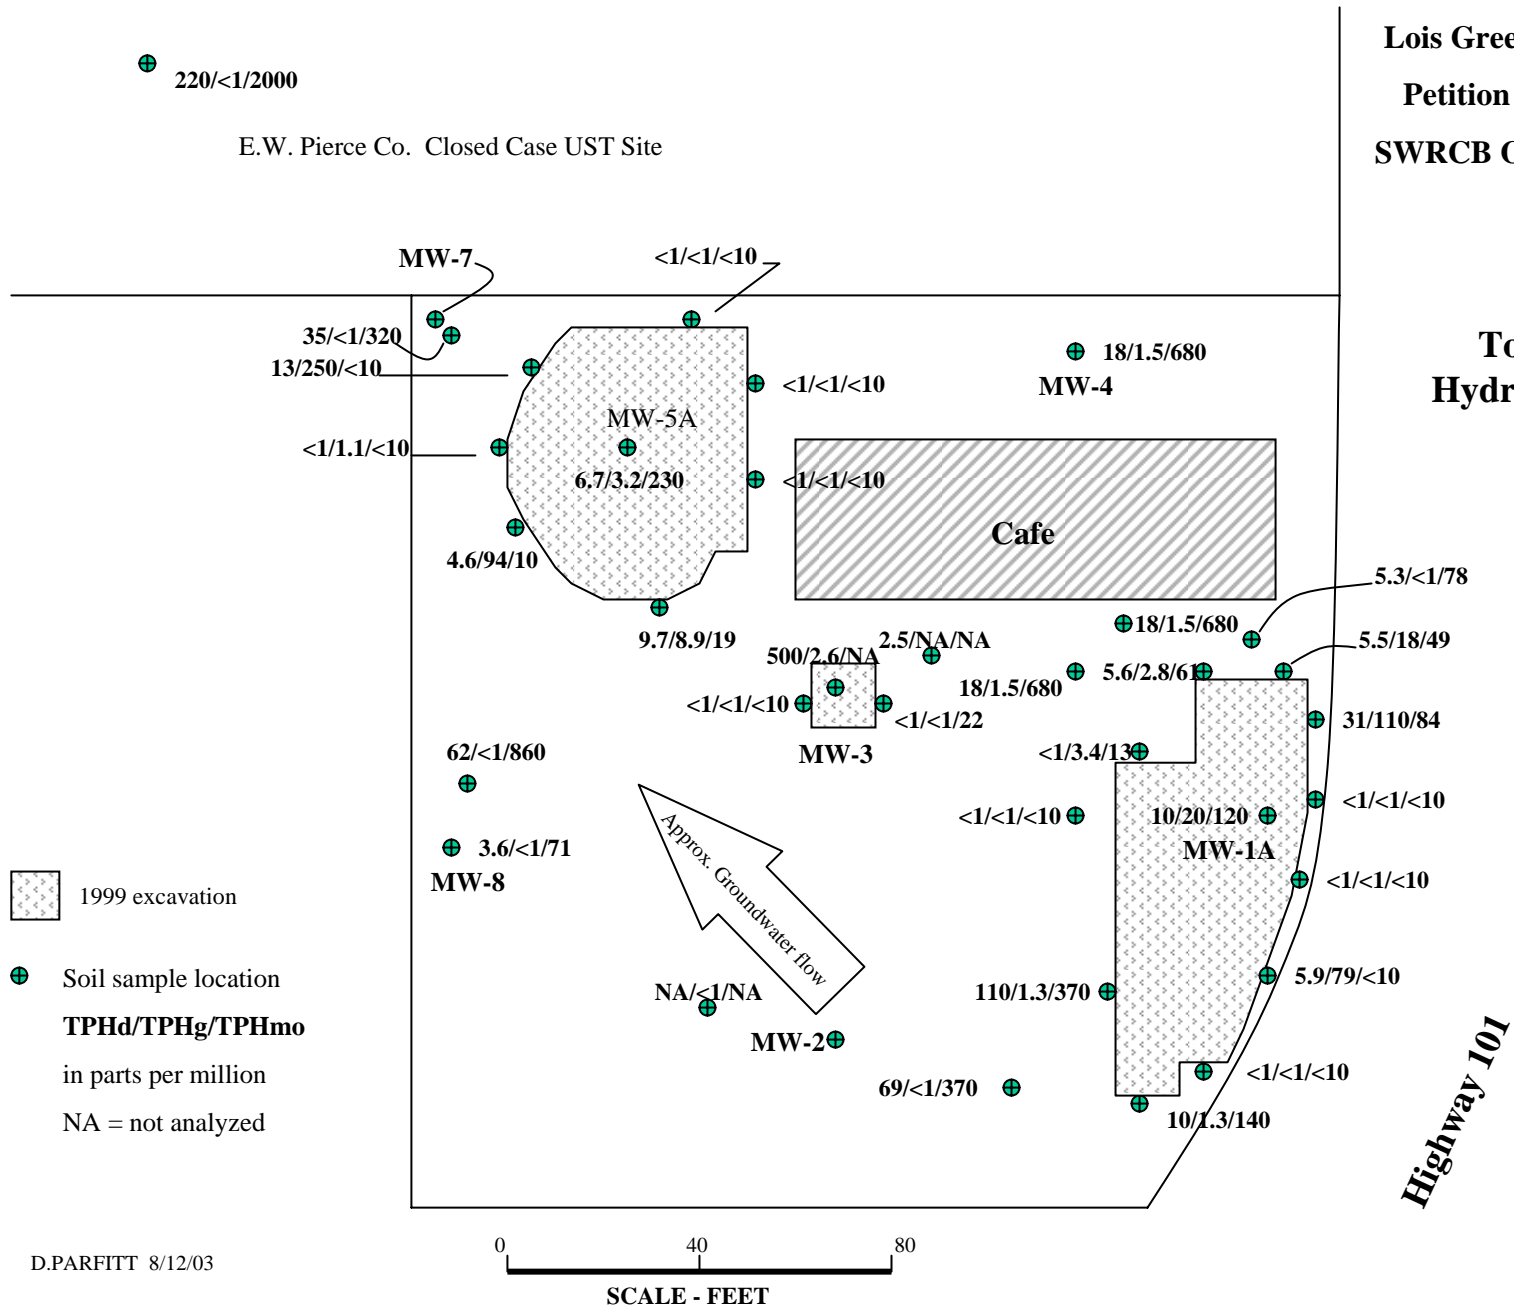 Lois Gree
Petition
SWRCB
220/<1/2000
E.W. Pierce Co. Closed Case UST Site
MW-7
<1/<1/<10
To
Hydr
35/<1/320
18/1.5/680
13/250/<10
<1/<1/<10
MW-4
MW-5A
<1/1.1/<10
6.7/3.2/230
<1/<1/<10
Cafe
4.6/94/10
5.3/<1/78
9.7/8.9/19
2.5/NA/NA
18/1.5/680
5.5/18/49
500/2.6/NA
18/1.5/680
5.6/2.8/61
<1/<1/<10
<1/<1/22
31/110/84
MW-3
62/<1/860
<1/3.4/13
<1/<1/<10
<1/<1/<10
10/20/120
MW-1A
3.6/<1/71
MW-8
Approx. Groundwater flow
<1/<1/<10
1999 excavation
Soil sample location
TPHd/TPHg/TPHmo
in parts per million
NA = not analyzed
NA/<1/NA
110/1.3/370
5.9/79/<10
MW-2
69/<1/370
<1/<1/<10
10/1.3/140
Highway 101
D.PARFITT 8/12/03
0 40 80
SCALE - FEET